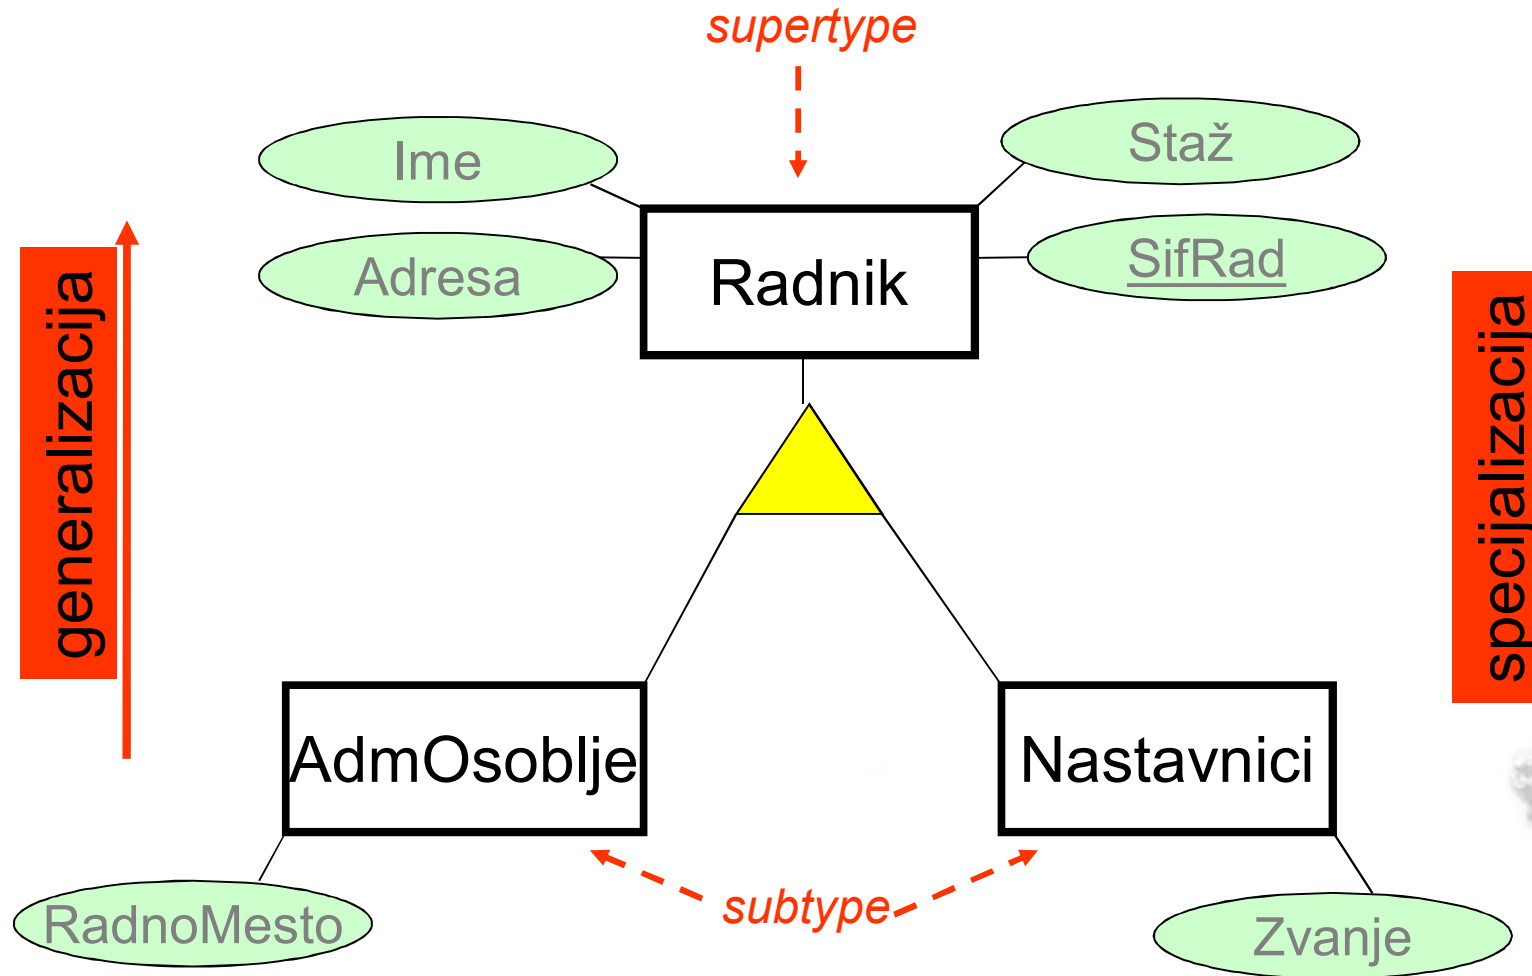 supertype
Ime
Staž
Adresa
Radnik
SifRad
generalizacija
specijalizacija
AdmOsoblje
Nastavnici
subtype
RadnoMesto
Zvanje